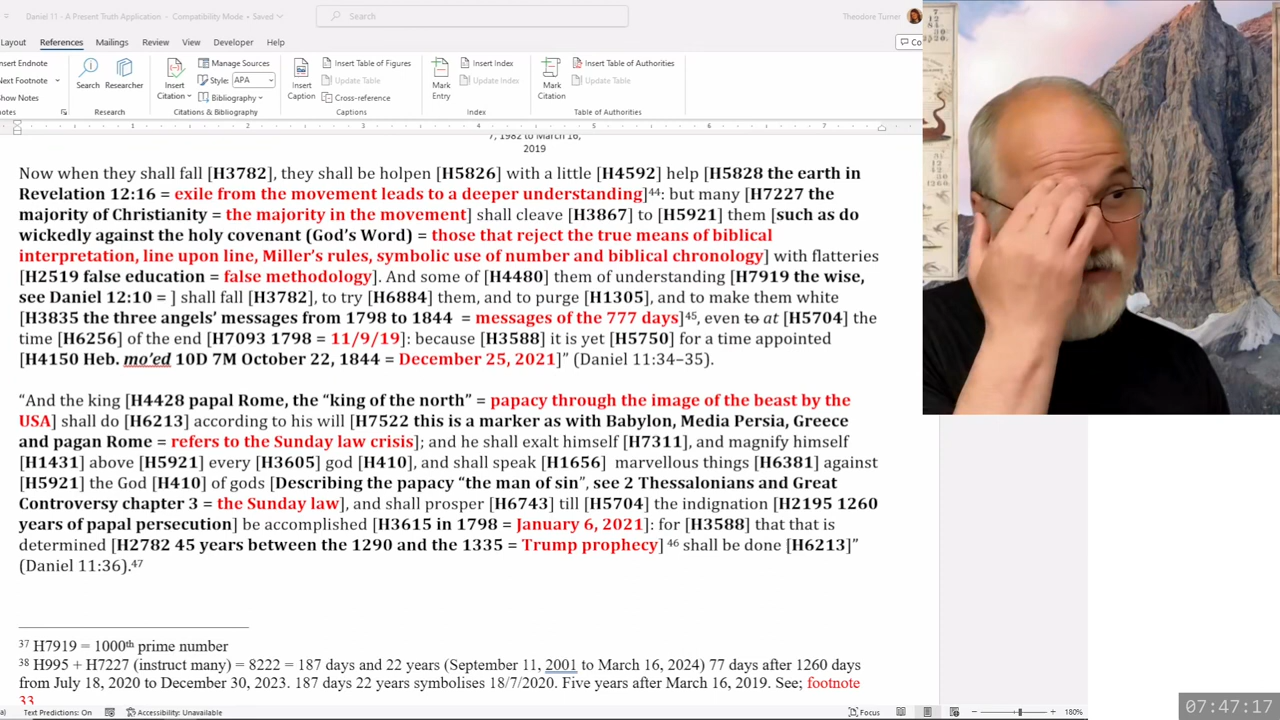 Daniel 11 - A Present Truth Application - Compatibility Mode • Saved
Search
Theodore Turner
Layout References Mailings Review View Developer Help
Insert Endnote
Next Footnote
Show Notes
Search
Researcher
Research
Insert Citation
Manage Sources
Style: APA
Bibliography
Citations & Bibliography
Insert Caption
Insert Table of Figures
Update Table
Cross-reference
Captions
Mark Entry
Insert Index
Update Index
Index
Mark Citation
Insert Table of Authorities
Update Table
Table of Authorities
7, 1982 to March 16,
2019
Now when they shall fall [H3782], they shall be holpen [H5826] with a little [H4592] help [H5828 the earth in
Revelation 12:16 = exile from the movement leads to a deeper understanding]44: but many [H7227 the
majority of Christianity = the majority in the movement] shall cleave [H3867] to [H5921] them [such as do
wickedly against the holy covenant (God’s Word) = those that reject the true means of biblical
interpretation, line upon line, Miller’s rules, symbolic use of number and biblical chronology] with flatteries
[H2519 false education = false methodology]. And some of [H4480] them of understanding [H7919 the wise,
see Daniel 12:10 = ] shall fall [H3782], to try [H6884] them, and to purge [H1305], and to make them white
[H3835 the three angels’ messages from 1798 to 1844 = messages of the 777 days]45, even to at [H5704] the
time [H6256] of the end [H7093 1798 = 11/9/19]: because [H3588] it is yet [H5750] for a time appointed
[H4150 Heb. mo’ed 10D 7M October 22, 1844 = December 25, 2021]” (Daniel 11:34–35).
“And the king [H4428 papal Rome, the “king of the north” = papacy through the image of the beast by the
USA] shall do [H6213] according to his will [H7522 this is a marker as with Babylon, Media Persia, Greece
and pagan Rome = refers to the Sunday law crisis]; and he shall exalt himself [H7311], and magnify himself
[H1431] above [H5921] every [H3605] god [H410], and shall speak [H1656] marvellous things [H6381] against
[H5921] the God [H410] of gods [Describing the papacy “the man of sin”, see 2 Thessalonians and Great
Controversy chapter 3 = the Sunday law], and shall prosper [H6743] till [H5704] the indignation [H2195 1260
years of papal persecution] be accomplished [H3615 in 1798 = January 6, 2021]: for [H3588] that that is
determined [H2782 45 years between the 1290 and the 1335 = Trump prophecy] 46 shall be done [H6213]”
(Daniel 11:36).47
37 H7919 = 1000th prime number
38 H995 + H7227 (instruct many) = 8222 = 187 days and 22 years (September 11, 2001 to March 16, 2024) 77 days after 1260 days
from July 18, 2020 to December 30, 2023. 187 days 22 years symbolises 18/7/2020. Five years after March 16, 2019. See; footnote
33
Text Predictions: On
Accessibility: Unavailable
Focus
180%
07:47:17